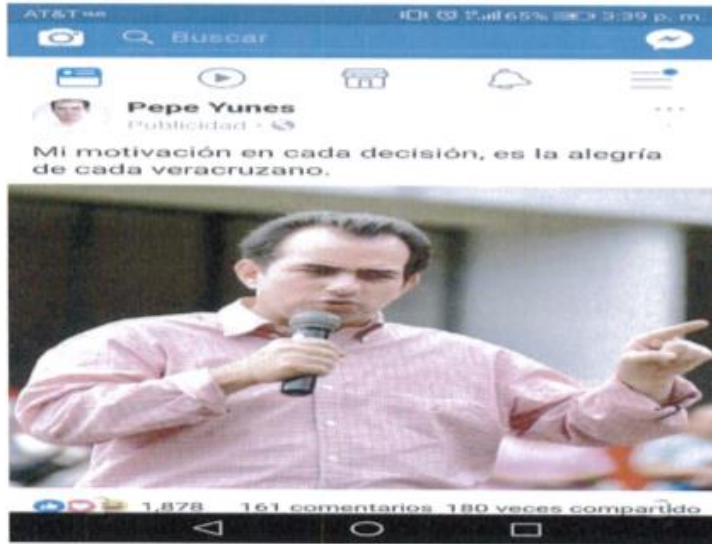 AT&T 65% 3:39 p. m.
Buscar
Pepe Yunes
Publicidad ·
Mi motivación en cada decisión, es la alegría
de cada veracruzano.
1,878 161 comentarios 180 veces compartido